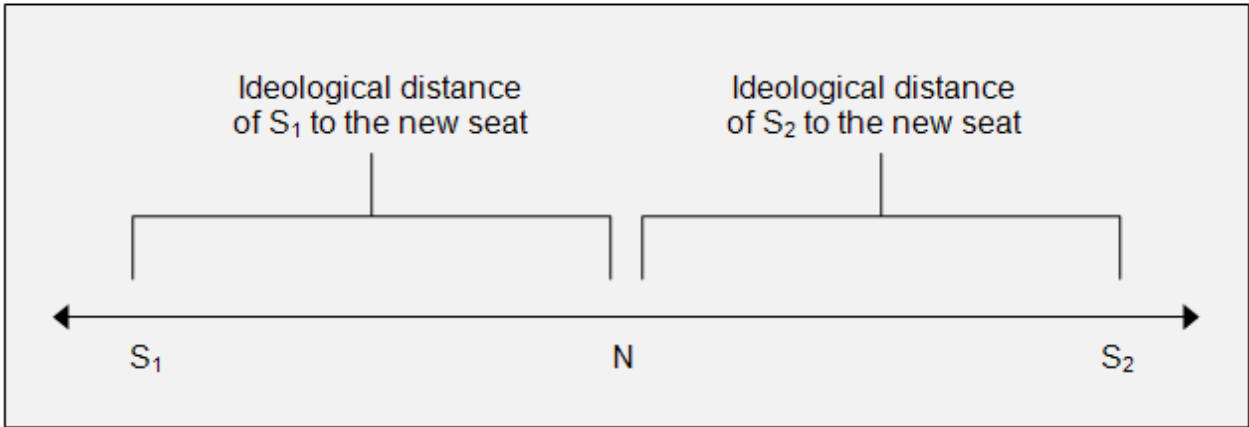 Ideological distance
of S₁ to the new seat
Ideological distance
of S₂ to the new seat
S₁ N S₂